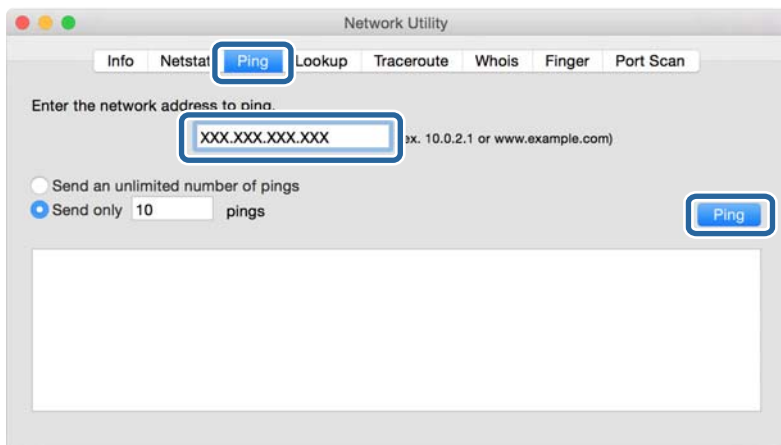 Network Utility
Info Netstat Ping Lookup Traceroute Whois Finger Port Scan
Enter the network address to ping.
XXX.XXX.XXX.XXX ex. 10.0.2.1 or www.example.com)
Send an unlimited number of pings
Send only 10 pings
Ping